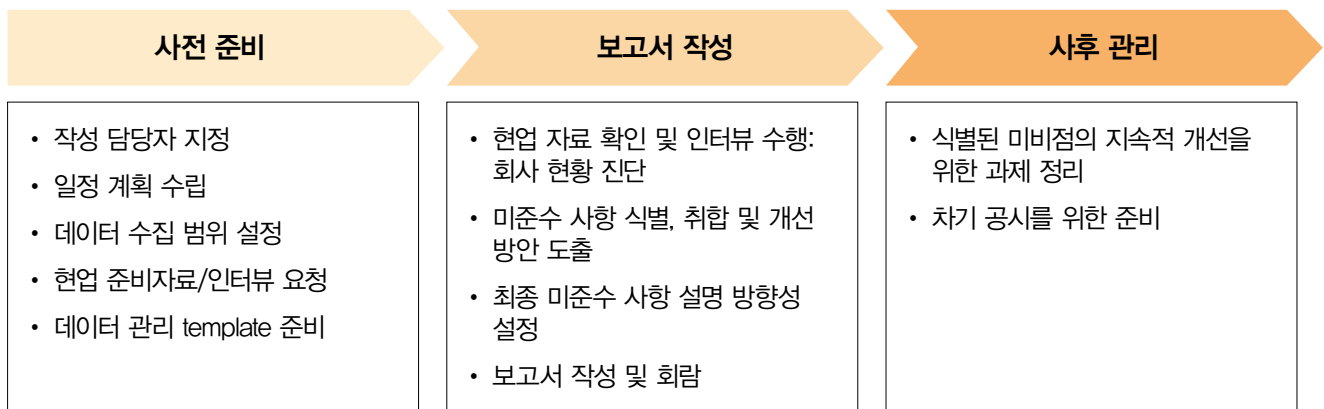 사전 준비
보고서 작성
사후 관리
• 작성 담당자 지정
• 일정 계획 수립
• 데이터 수집 범위 설정
• 현업 준비자료/인터뷰 요청
• 데이터 관리 template 준비
• 현업 자료 확인 및 인터뷰 수행:
회사 현황 진단
• 미준수 사항 식별, 취합 및 개선
방안 도출
• 최종 미준수 사항 설명 방향성
설정
• 보고서 작성 및 회람
• 식별된 미비점의 지속적 개선을
위한 과제 정리
• 차기 공시를 위한 준비